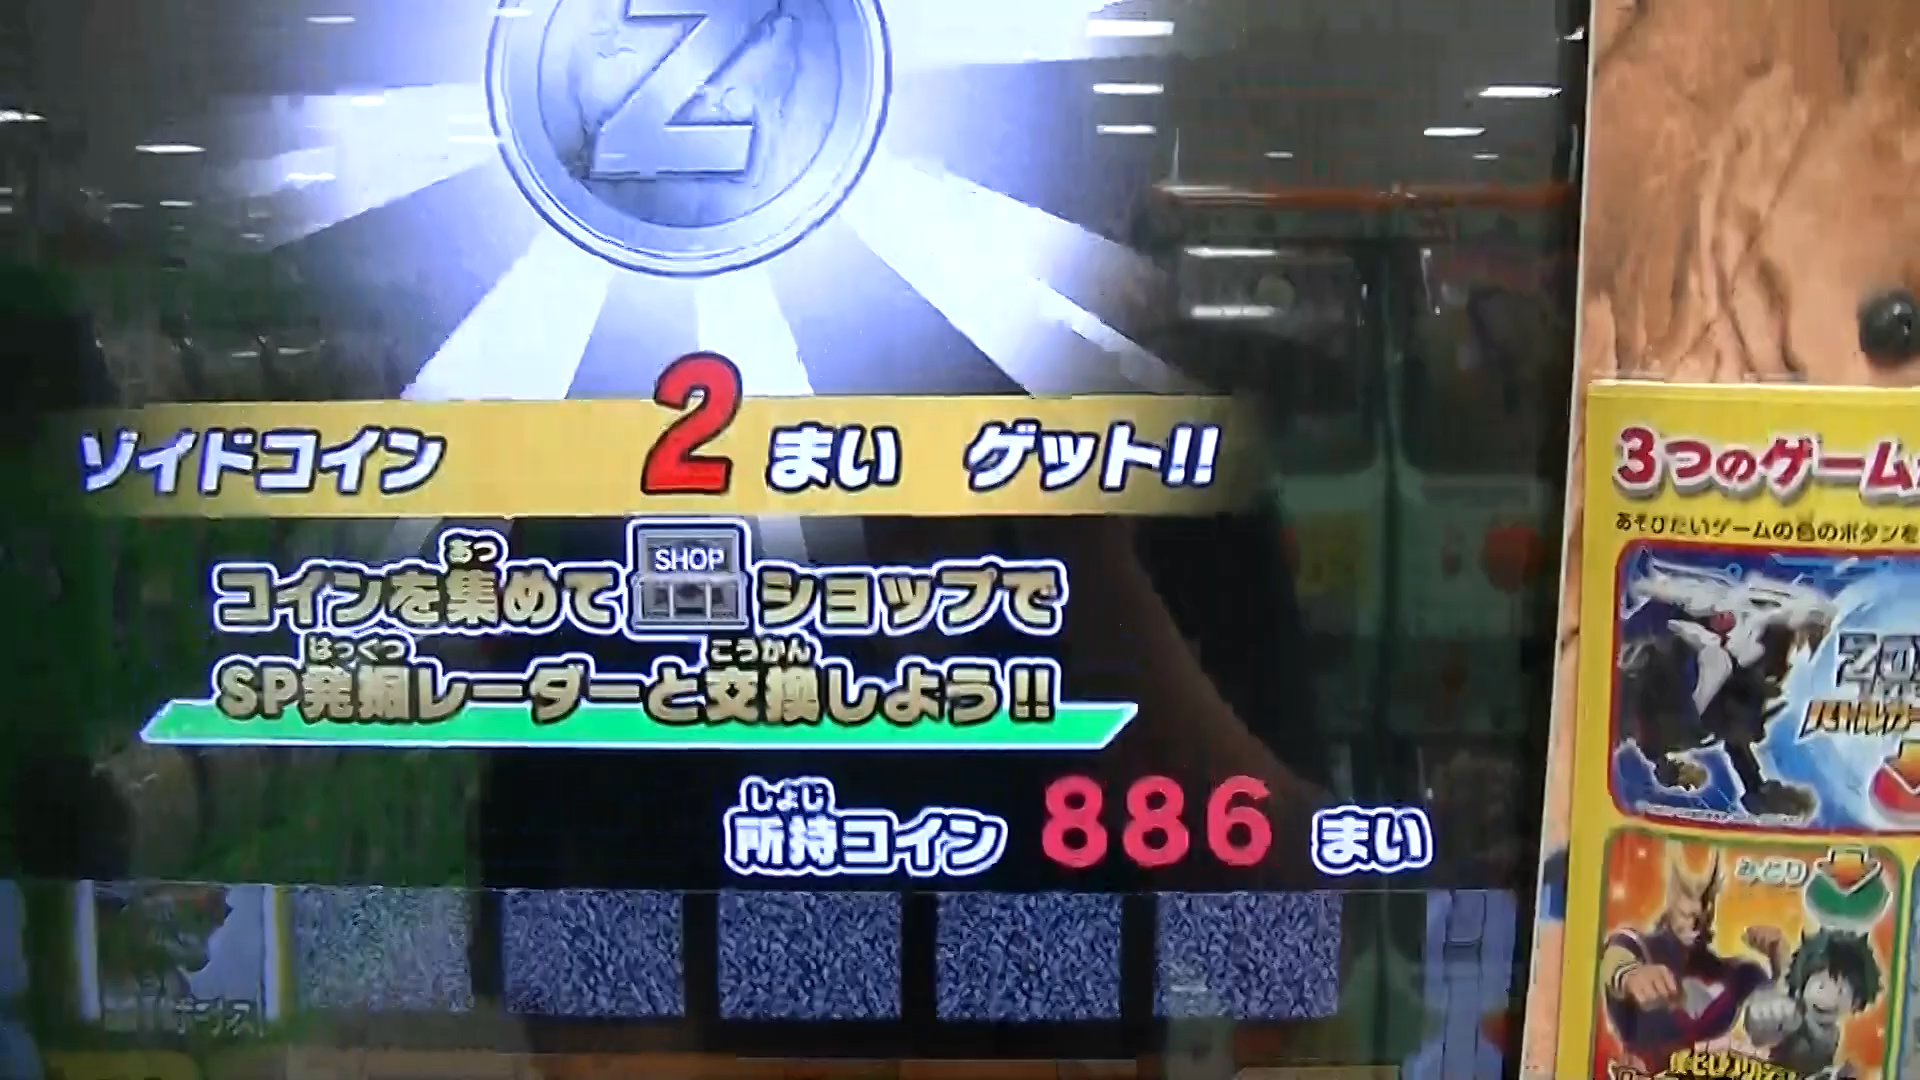 Z
ゾイドコイン 2 まい ゲット!!
あつ
コインを集めて SHOP ショップで
はっくつ こうかん
SP発掘レーダーと交換しよう!!
しょじ
所持コイン 886 まい
3つのゲーム
あそびたいゲームの色のボタンを
バトルガ
みどり